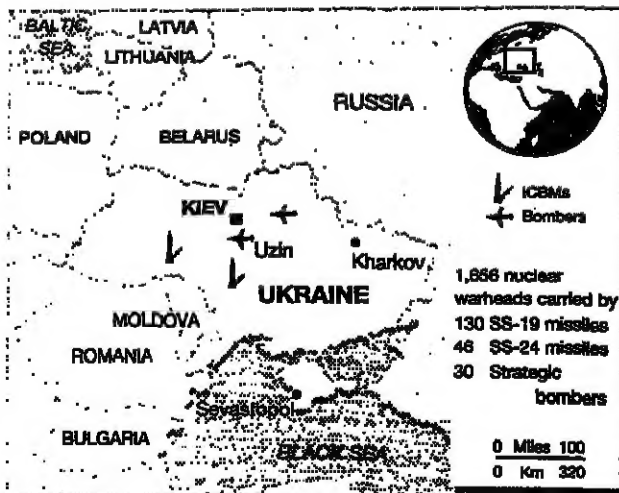 BALTIC
SEA
LATVIA
LITHUANIA
RUSSIA
POLAND
BELARUS
KIEV
Uzin
Kharkov
UKRAINE
MOLDOVA
ROMANIA
Sevastopol
BULGARIA
BLACK SEA
ICBMs
Bombers
1,656 nuclear
warheads carried by
130 SS-19 missiles
46 SS-24 missiles
30 Strategic
bombers
0 Miles 100
0 Km 320